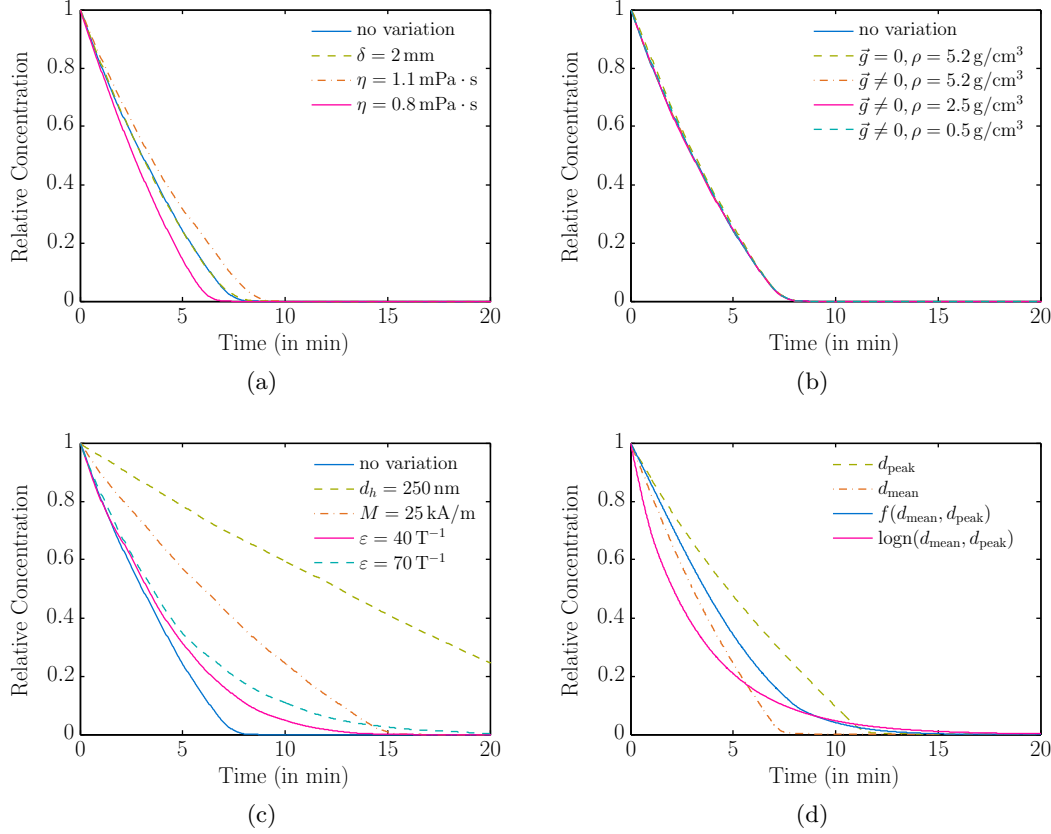 1
0.8
0.6
0.4
0.2
0
0
5
10
15
20
Relative Concentration
Time (in min)
no variation
δ = 2 mm
η = 1.1 mPa · s
η = 0.8 mPa · s
(a)
1
0.8
0.6
0.4
0.2
0
0
5
10
15
20
Relative Concentration
Time (in min)
no variation
g⃗ = 0, ρ = 5.2 g/cm³
g⃗ ≠ 0, ρ = 5.2 g/cm³
g⃗ ≠ 0, ρ = 2.5 g/cm³
g⃗ ≠ 0, ρ = 0.5 g/cm³
(b)
1
0.8
0.6
0.4
0.2
0
0
5
10
15
20
Relative Concentration
Time (in min)
no variation
d_h = 250 nm
M = 25 kA/m
ε = 40 T⁻¹
ε = 70 T⁻¹
(c)
1
0.8
0.6
0.4
0.2
0
0
5
10
15
20
Relative Concentration
Time (in min)
d_peak
d_mean
f(d_mean, d_peak)
logn(d_mean, d_peak)
(d)